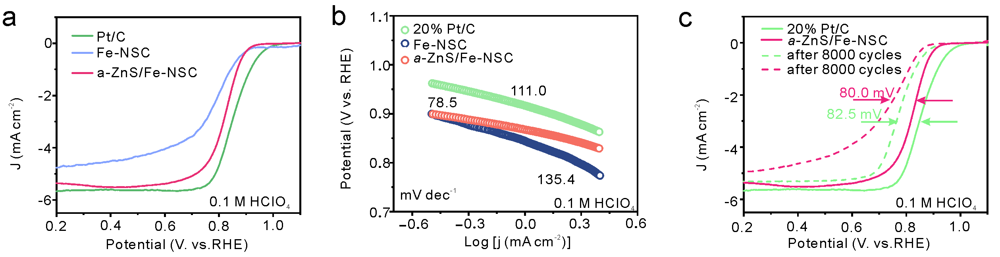 a
Pt/C
Fe-NSC
a-ZnS/Fe-NSC
0
-2
-4
-6
J (mA cm⁻²)
0.1 M HClO₄
0.2 0.4 0.6 0.8 1.0
Potential (V. vs.RHE)
b
20% Pt/C
Fe-NSC
a-ZnS/Fe-NSC
1.1
1.0
0.9
0.8
0.7
Potential (V vs. RHE)
111.0
78.5
135.4
mV dec⁻¹
0.1 M HClO₄
−0.6 −0.3 0.0 0.3 0.6
Log [j (mA cm⁻²)]
c
20% Pt/C
a-ZnS/Fe-NSC
after 8000 cycles
after 8000 cycles
80.0 mV
82.5 mV
0
-2
-4
-6
J (mA cm⁻²)
0.1 M HClO₄
0.2 0.4 0.6 0.8 1.0
Potential (V. vs.RHE)